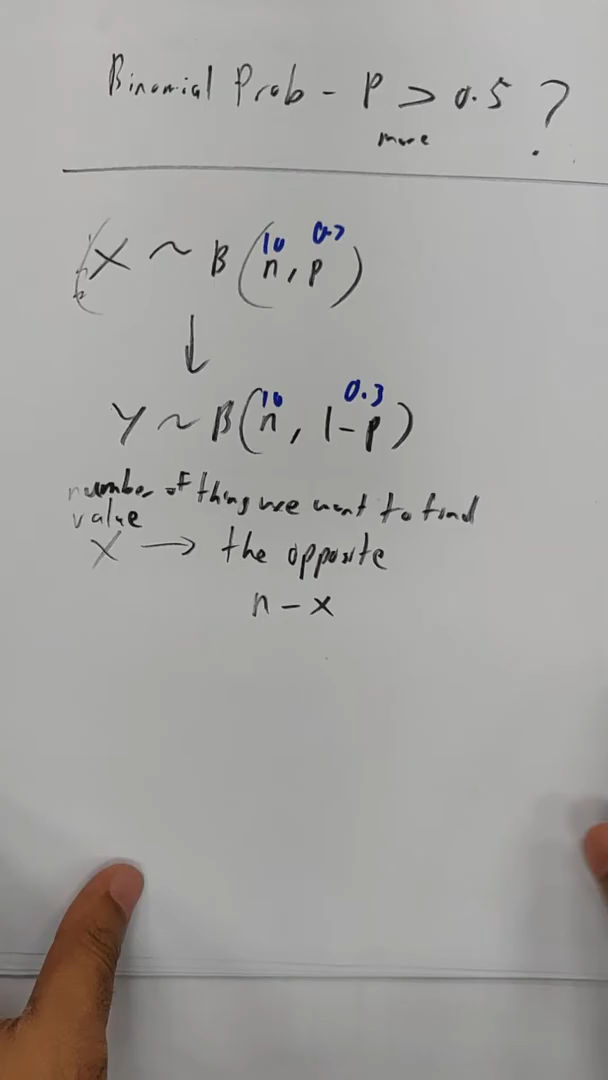 Binomial Prob - P > 0.5 ?
more
10 0.7
X ~ B(n, p)
↓
10 0.3
Y ~ B(n, 1-p)
number of thing we want to find
value
X → the opposite
n - x